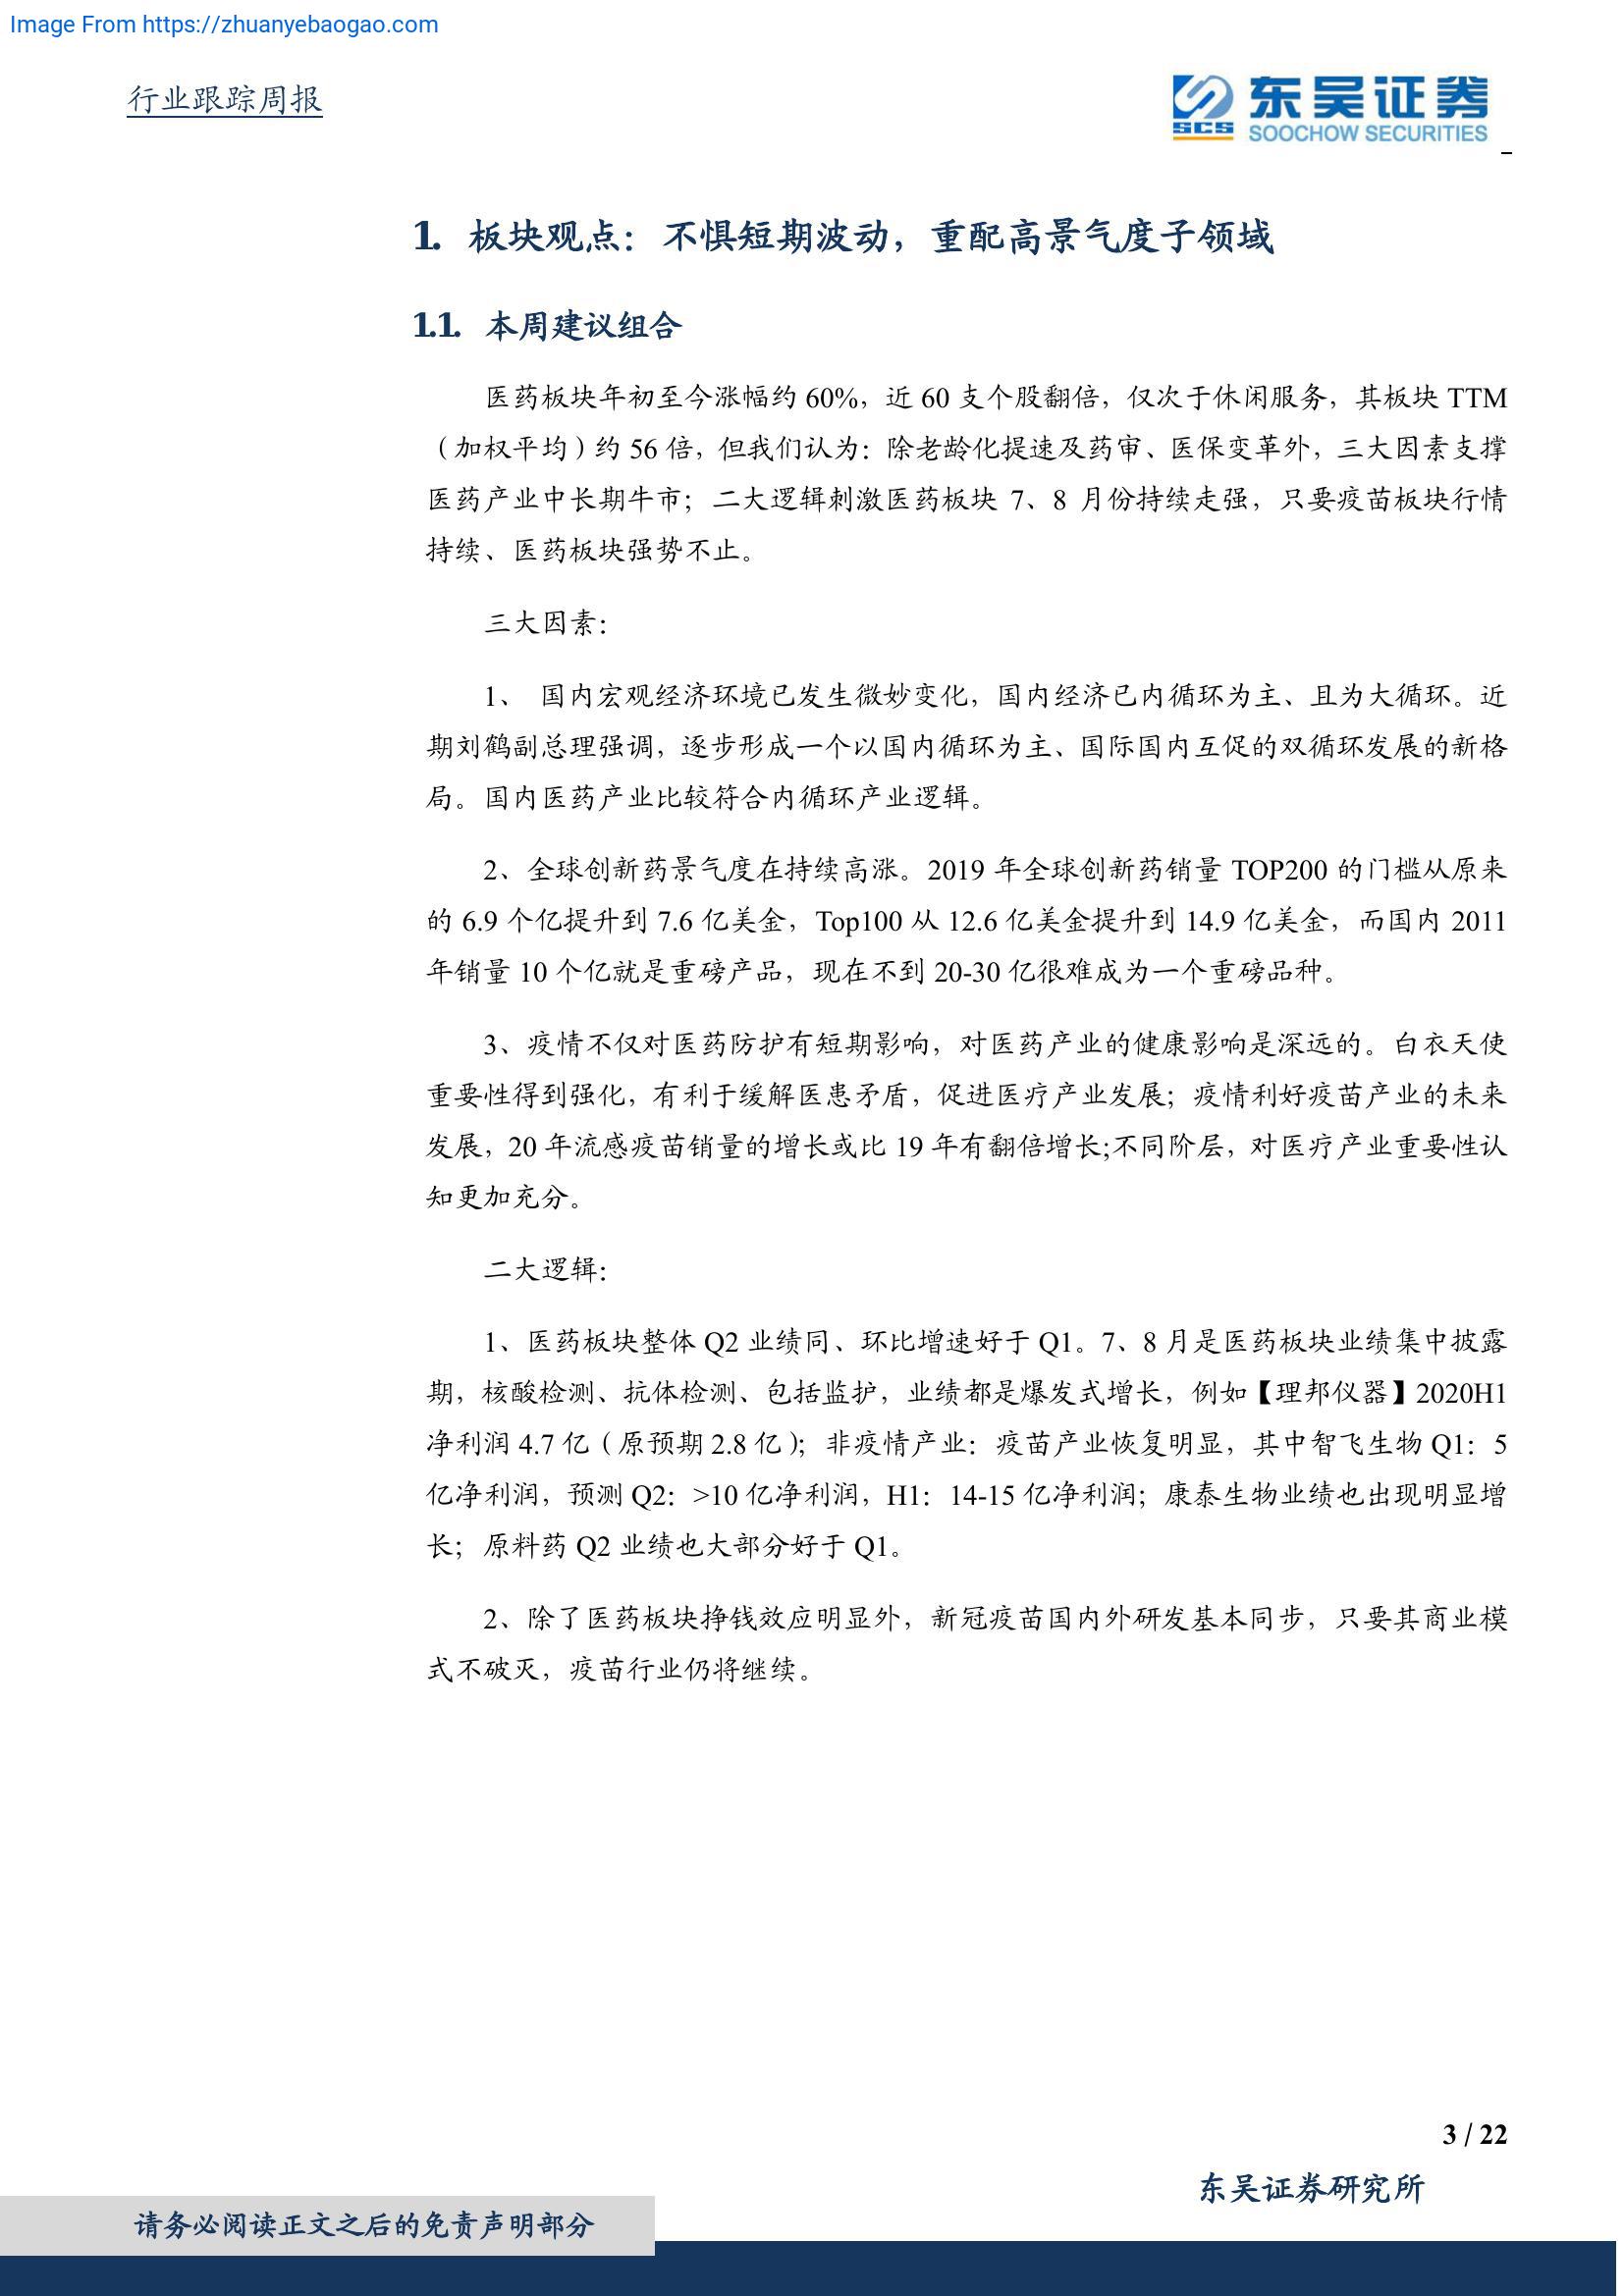 Image From https://zhuanyebaogao.com
行业跟踪周报
SCS 东吴证券
SOOCHOW SECURITIES
1. 板块观点：不惧短期波动，重配高景气度子领域
1.1. 本周建议组合
医药板块年初至今涨幅约 60%，近 60 支个股翻倍，仅次于休闲服务，其板块 TTM
（加权平均）约 56 倍，但我们认为：除老龄化提速及药审、医保变革外，三大因素支撑
医药产业中长期牛市；二大逻辑刺激医药板块 7、8 月份持续走强，只要疫苗板块行情
持续、医药板块强势不止。
三大因素：
1、 国内宏观经济环境已发生微妙变化，国内经济已内循环为主、且为大循环。近
期刘鹤副总理强调，逐步形成一个以国内循环为主、国际国内互促的双循环发展的新格
局。国内医药产业比较符合内循环产业逻辑。
2、全球创新药景气度在持续高涨。2019 年全球创新药销量 TOP200 的门槛从原来
的 6.9 个亿提升到 7.6 亿美金，Top100 从 12.6 亿美金提升到 14.9 亿美金，而国内 2011
年销量 10 个亿就是重磅产品，现在不到 20-30 亿很难成为一个重磅品种。
3、疫情不仅对医药防护有短期影响，对医药产业的健康影响是深远的。白衣天使
重要性得到强化，有利于缓解医患矛盾，促进医疗产业发展；疫情利好疫苗产业的未来
发展，20 年流感疫苗销量的增长或比 19 年有翻倍增长;不同阶层，对医疗产业重要性认
知更加充分。
二大逻辑：
1、医药板块整体 Q2 业绩同、环比增速好于 Q1。7、8 月是医药板块业绩集中披露
期，核酸检测、抗体检测、包括监护，业绩都是爆发式增长，例如【理邦仪器】2020H1
净利润 4.7 亿（原预期 2.8 亿）；非疫情产业：疫苗产业恢复明显，其中智飞生物 Q1：5
亿净利润，预测 Q2：>10 亿净利润，H1：14-15 亿净利润；康泰生物业绩也出现明显增
长；原料药 Q2 业绩也大部分好于 Q1。
2、除了医药板块挣钱效应明显外，新冠疫苗国内外研发基本同步，只要其商业模
式不破灭，疫苗行业仍将继续。
3 / 22
东吴证券研究所
请务必阅读正文之后的免责声明部分